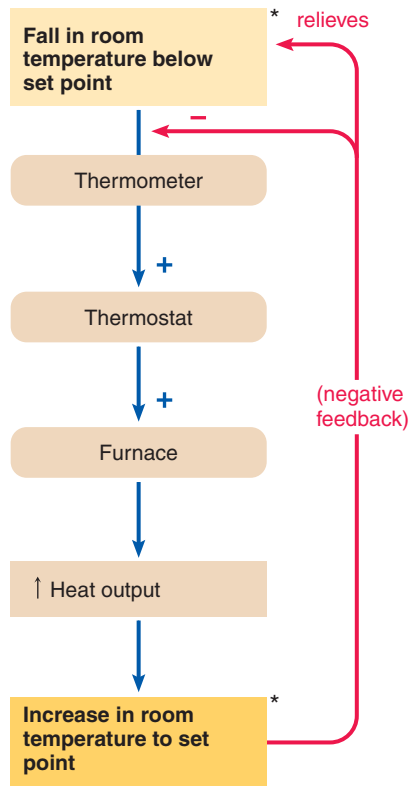 Fall in room
temperature below
set point
*
relieves
–
Thermometer
+
Thermostat
+
(negative
feedback)
Furnace
↑ Heat output
Increase in room
temperature to set
point
*